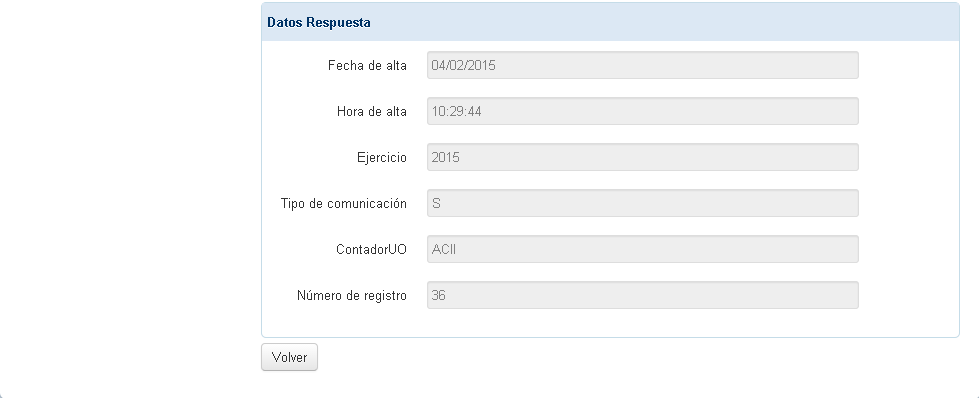 Datos Respuesta
Fecha de alta 04/02/2015
Hora de alta 10:29:44
Ejercicio 2015
Tipo de comunicación S
ContadorUO ACII
Número de registro 36
Volver